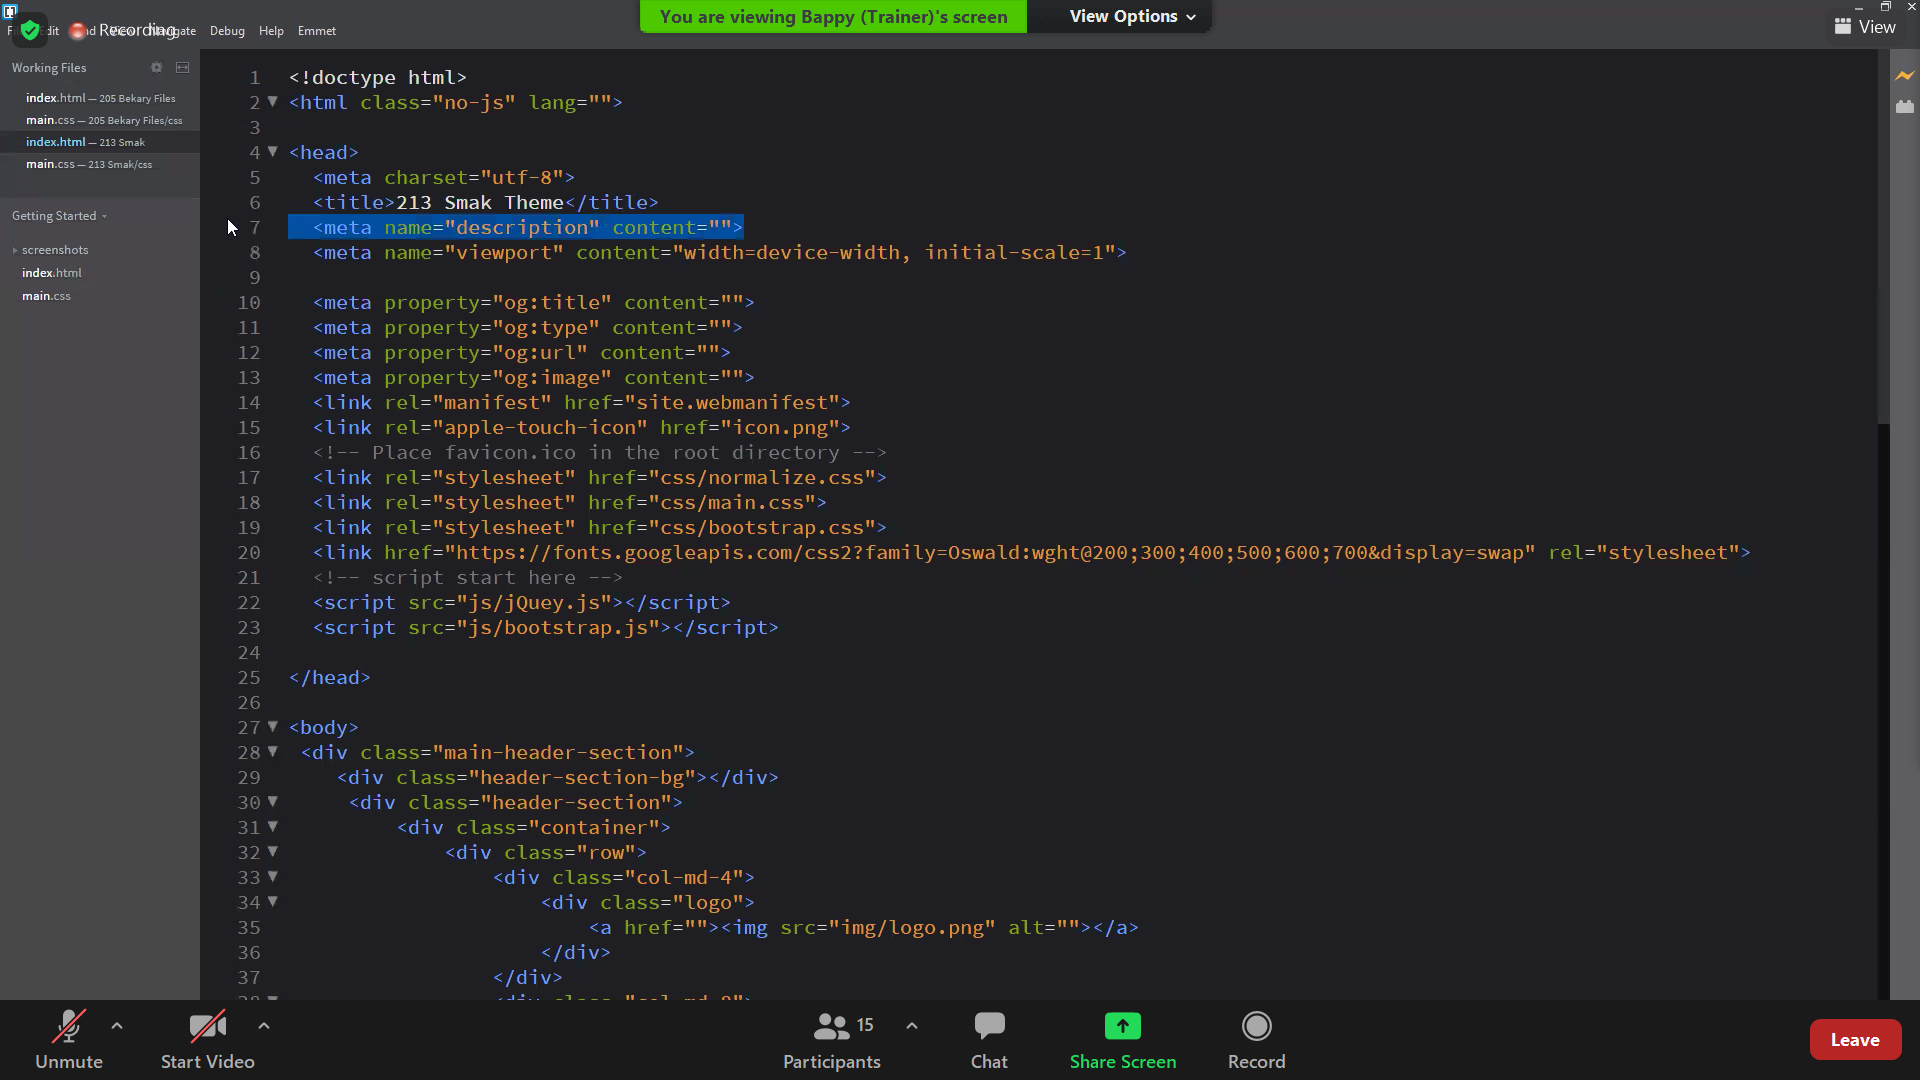 You are viewing Bappy (Trainer)'s screen
View Options
View
Recording
Debug Help Emmet
Working Files
index.html — 205 Bekary Files
main.css — 205 Bekary Files/css
index.html — 213 Smak
main.css — 213 Smak/css
Getting Started
screenshots
index.html
main.css
1 <!doctype html>
2 <html class="no-js" lang="">
3
4 <head>
5 <meta charset="utf-8">
6 <title>213 Smak Theme</title>
7 <meta name="description" content="">
8 <meta name="viewport" content="width=device-width, initial-scale=1">
9
10 <meta property="og:title" content="">
11 <meta property="og:type" content="">
12 <meta property="og:url" content="">
13 <meta property="og:image" content="">
14 <link rel="manifest" href="site.webmanifest">
15 <link rel="apple-touch-icon" href="icon.png">
16 <!-- Place favicon.ico in the root directory -->
17 <link rel="stylesheet" href="css/normalize.css">
18 <link rel="stylesheet" href="css/main.css">
19 <link rel="stylesheet" href="css/bootstrap.css">
20 <link href="https://fonts.googleapis.com/css2?family=Oswald:wght@200;300;400;500;600;700&display=swap" rel="stylesheet">
21 <!-- script start here -->
22 <script src="js/jQuey.js"></script>
23 <script src="js/bootstrap.js"></script>
24
25 </head>
26
27 <body>
28 <div class="main-header-section">
29 <div class="header-section-bg"></div>
30 <div class="header-section">
31 <div class="container">
32 <div class="row">
33 <div class="col-md-4">
34 <div class="logo">
35 <a href=""><img src="img/logo.png" alt=""></a>
36 </div>
37 </div>
Unmute
Start Video
15
Participants
Chat
Share Screen
Record
Leave